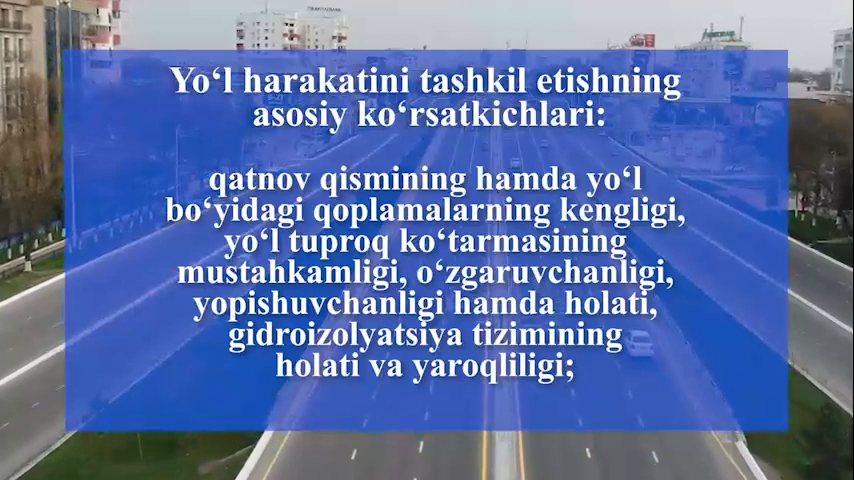 Yo‘l harakatini tashkil etishning
asosiy ko‘rsatkichlari:
qatnov qismining hamda yo‘l
bo‘yidagi qoplamalarning kengligi,
yo‘l tuproq ko‘tarmasining
mustahkamligi, o‘zgaruvchanligi,
yopishuvchanligi hamda holati,
gidroizolyatsiya tizimining
holati va yaroqliligi;